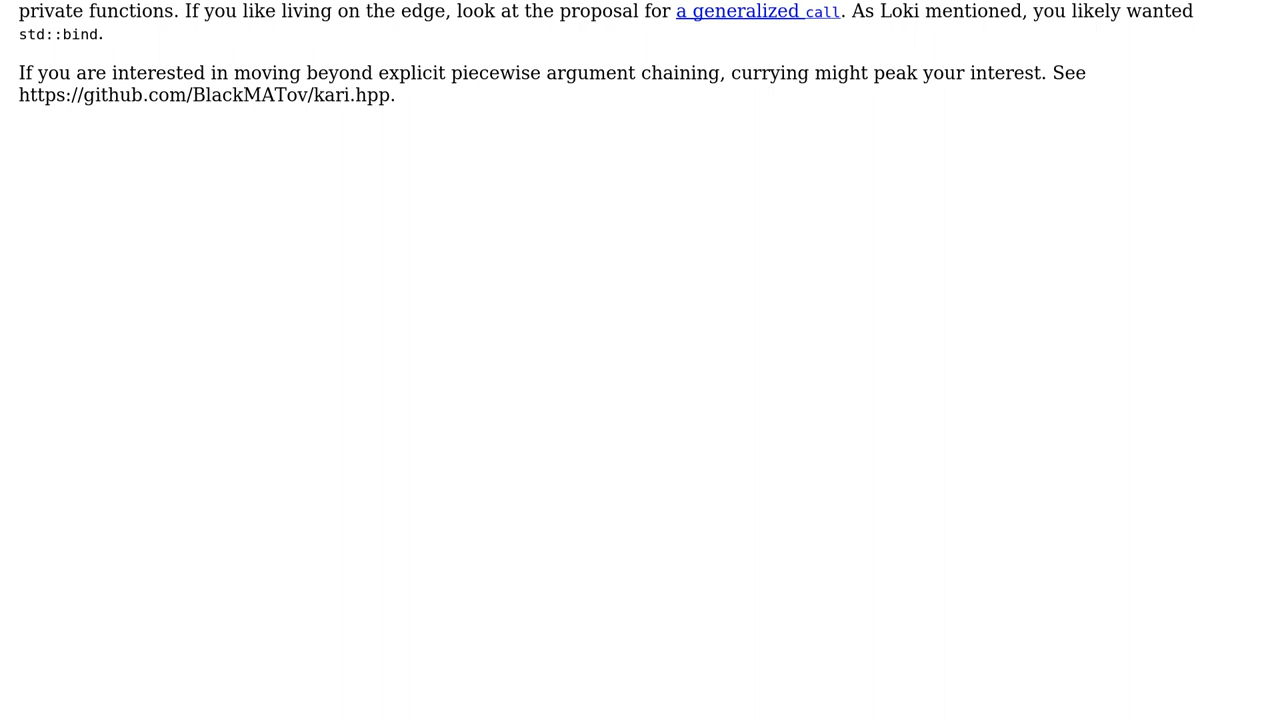 private functions. If you like living on the edge, look at the proposal for a generalized call. As Loki mentioned, you likely wanted
std::bind.
If you are interested in moving beyond explicit piecewise argument chaining, currying might peak your interest. See
https://github.com/BlackMATov/kari.hpp.